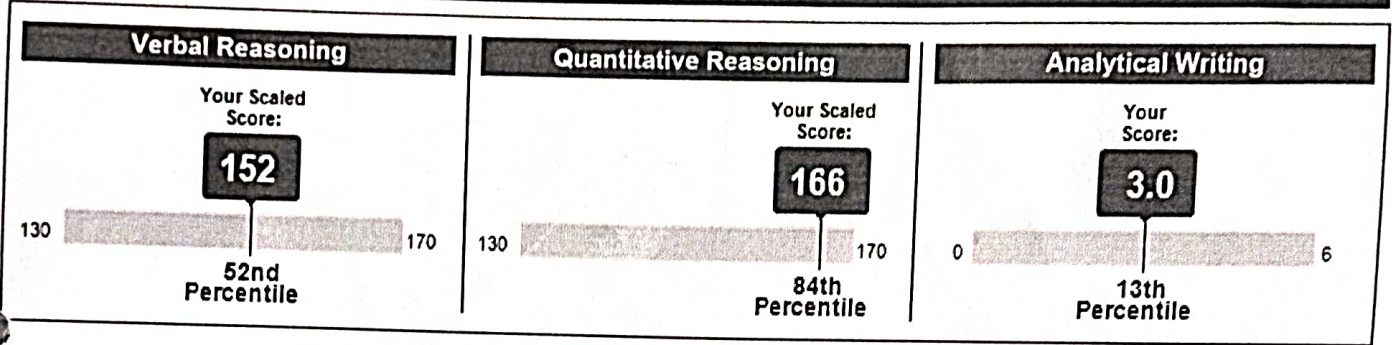 Verbal Reasoning
Your Scaled
Score:
152
130
170
52nd
Percentile
Quantitative Reasoning
Your Scaled
Score:
166
130
170
84th
Percentile
Analytical Writing
Your
Score:
3.0
0
6
13th
Percentile